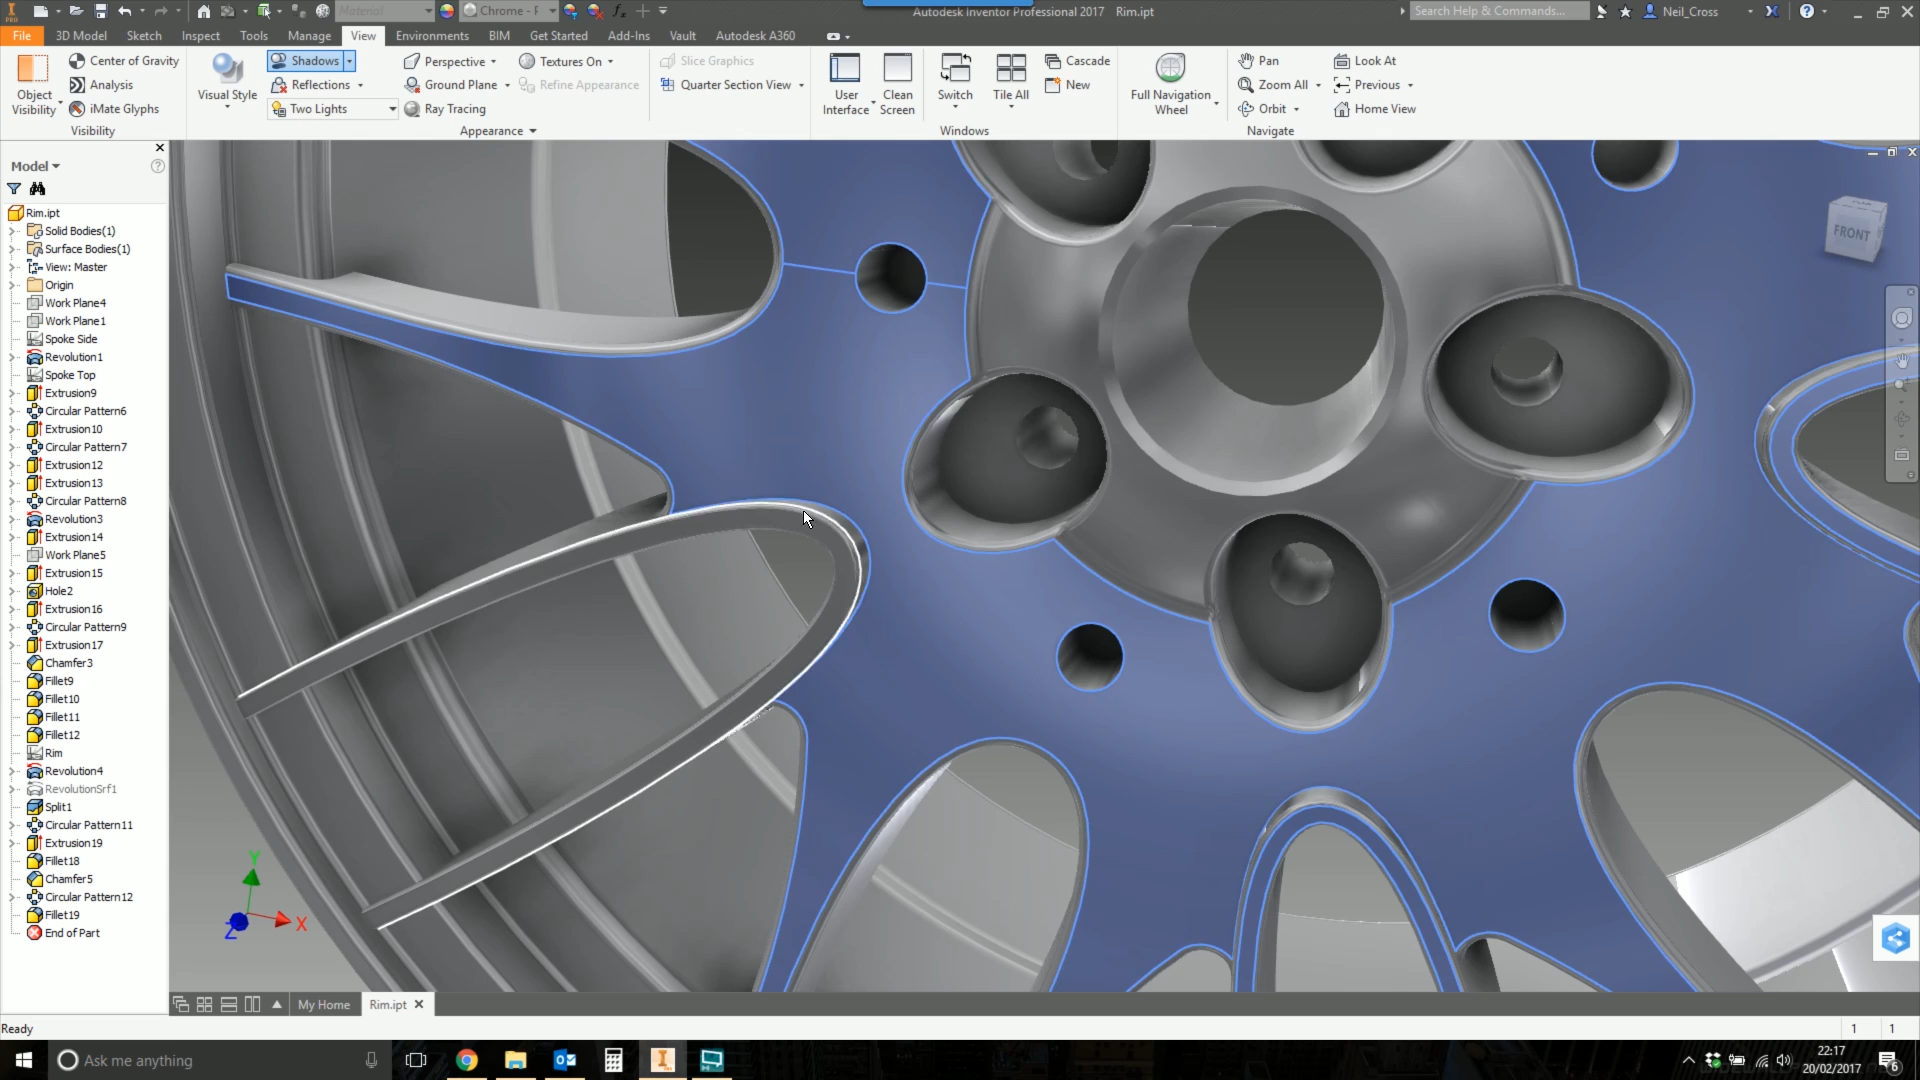 PRO
Material
Chrome - F
Autodesk Inventor Professional 2017 Rim.ipt
Search Help & Commands...
Neil_Cross
File 3D Model Sketch Inspect Tools Manage View Environments BIM Get Started Add-Ins Vault Autodesk A360
Object Visibility
Center of Gravity
Analysis
iMate Glyphs
Visibility
Visual Style
Shadows
Reflections
Two Lights
Perspective
Ground Plane
Ray Tracing
Textures On
Refine Appearance
Appearance
Slice Graphics
Quarter Section View
User Interface
Clean Screen
Switch
Tile All
Cascade
New
Windows
Full Navigation Wheel
Pan
Zoom All
Orbit
Look At
Previous
Home View
Navigate
Model
Rim.ipt
Solid Bodies(1)
Surface Bodies(1)
View: Master
Origin
Work Plane4
Work Plane1
Spoke Side
Revolution1
Spoke Top
Extrusion9
Circular Pattern6
Extrusion10
Circular Pattern7
Extrusion12
Extrusion13
Circular Pattern8
Revolution3
Extrusion14
Work Plane5
Extrusion15
Hole2
Extrusion16
Circular Pattern9
Extrusion17
Chamfer3
Fillet9
Fillet10
Fillet11
Fillet12
Rim
Revolution4
RevolutionSrf1
Split1
Circular Pattern11
Extrusion19
Fillet18
Chamfer5
Circular Pattern12
Fillet19
End of Part
FRONT
Y
X
Z
My Home Rim.ipt
Ready
1 1
Ask me anything
22:17
20/02/2017
6